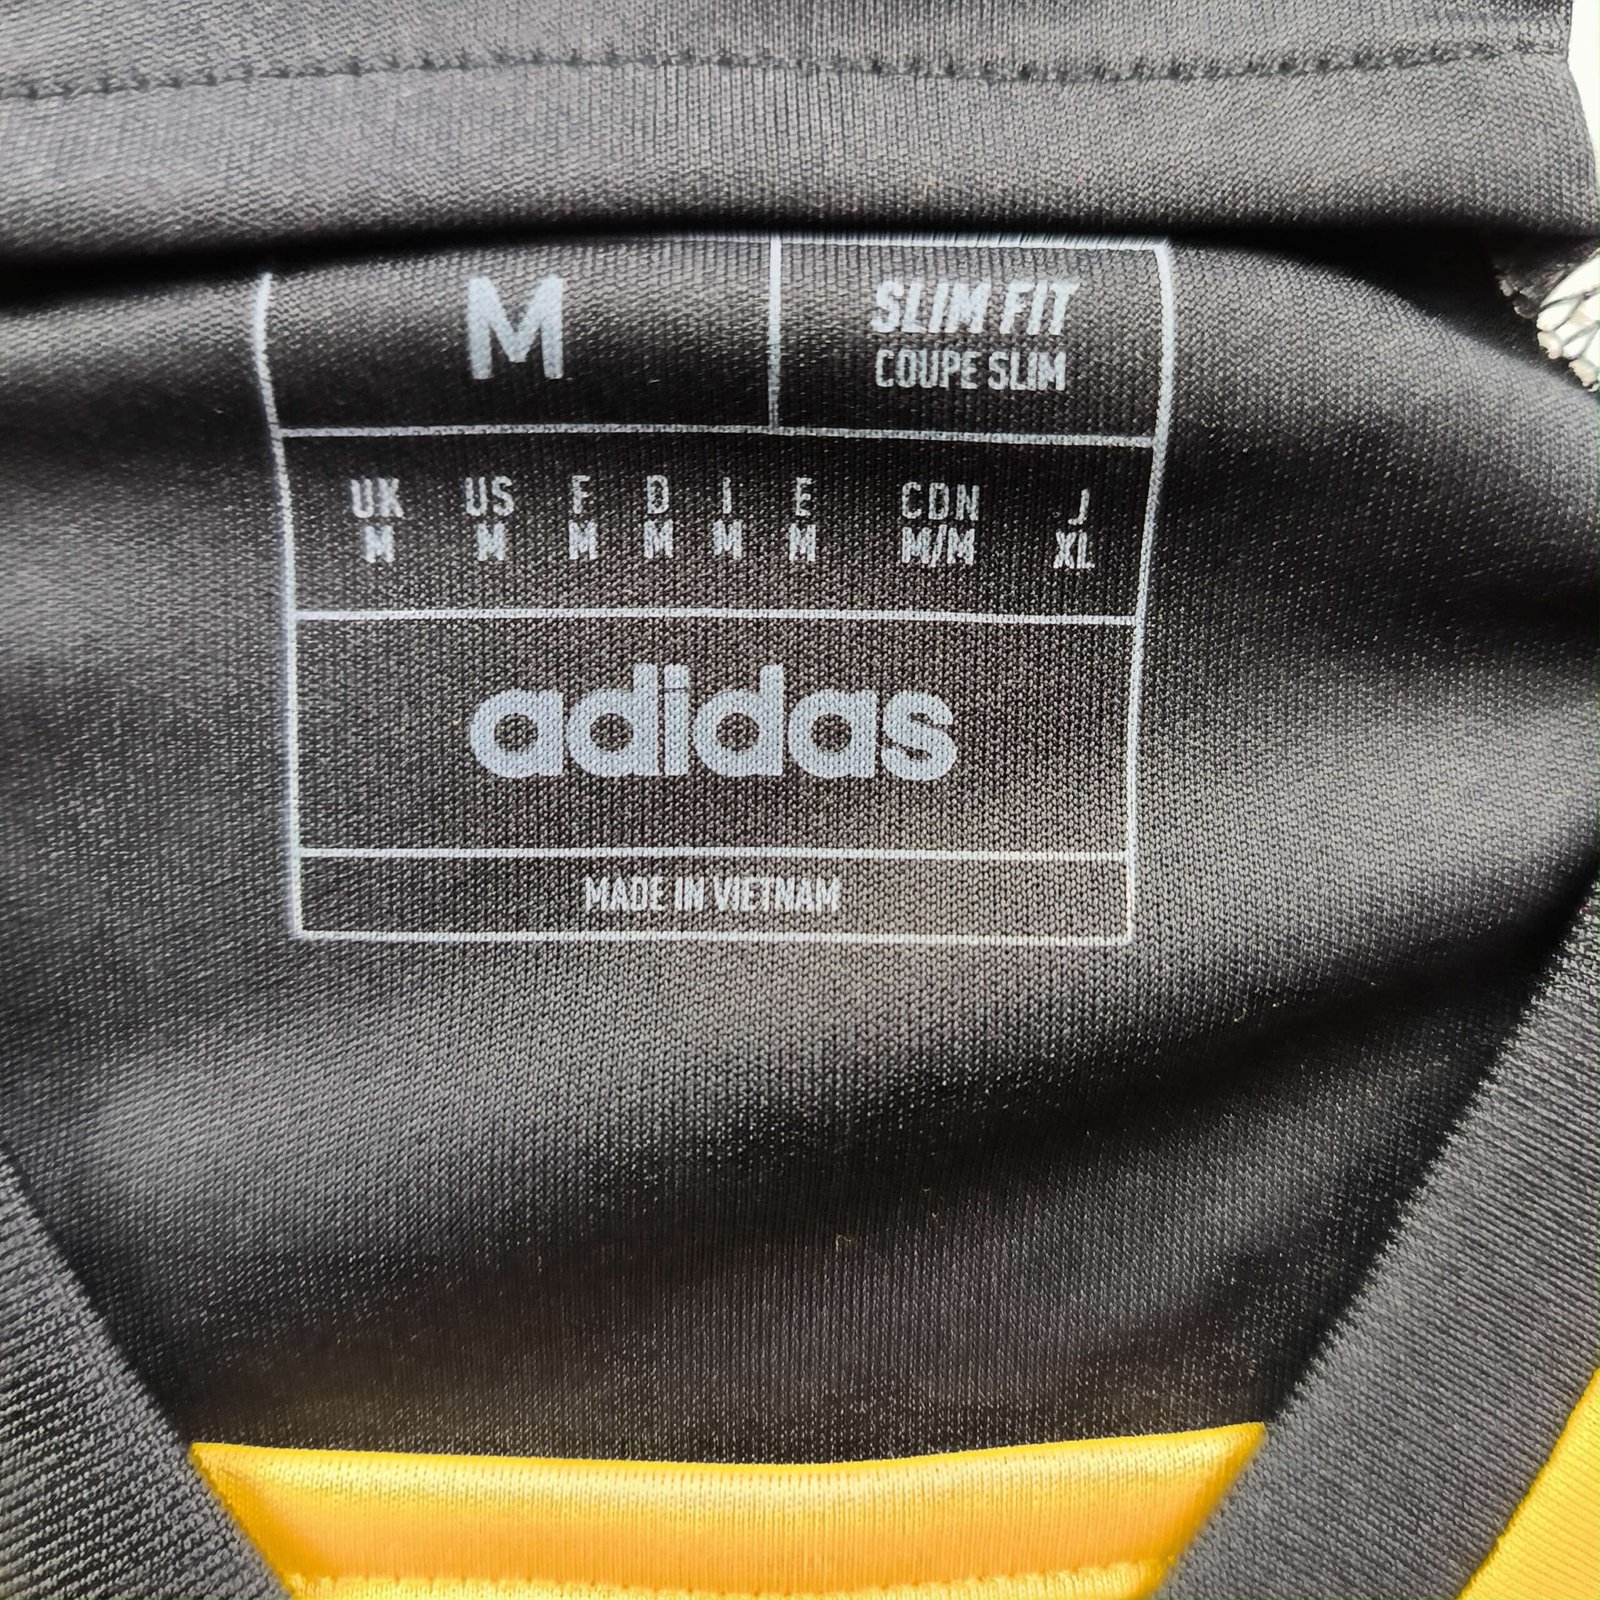 M
SLIM FIT
COUPE SLIM
UK US F D I E CDN J
M M M M M M M/M XL
adidas
MADE IN VIETNAM